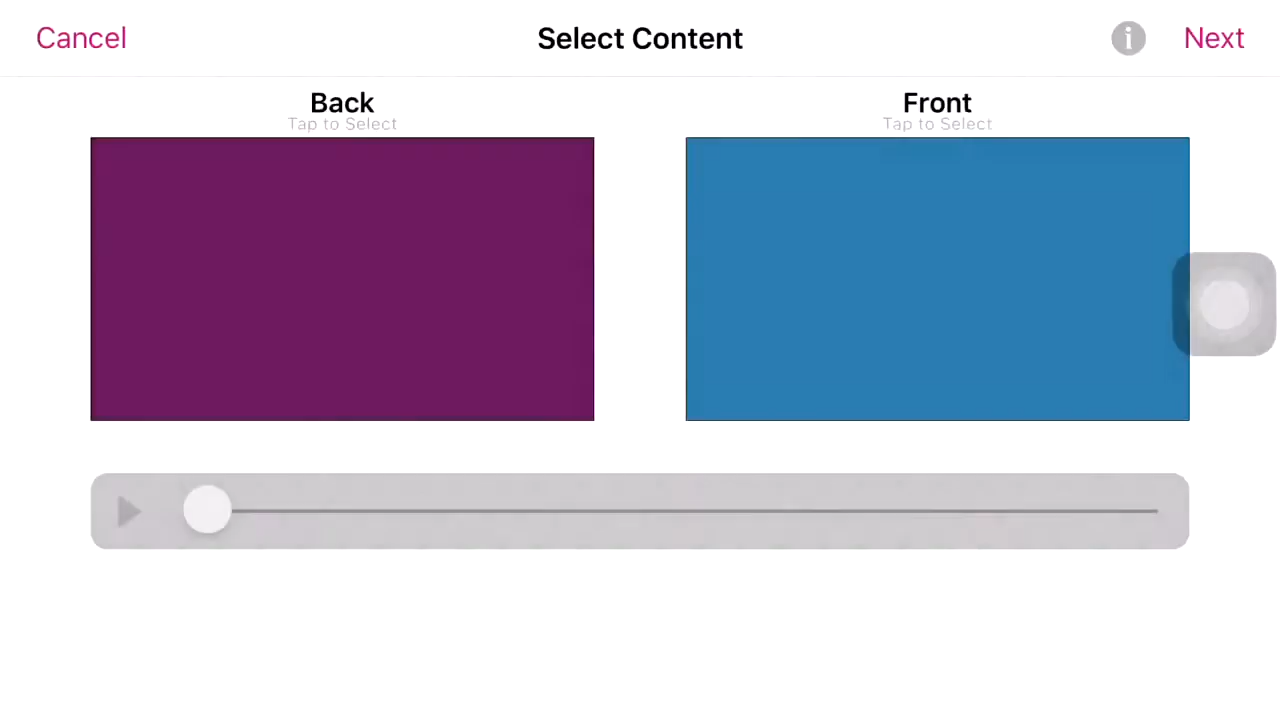 Cancel
Select Content
Next
Back
Tap to Select
Front
Tap to Select